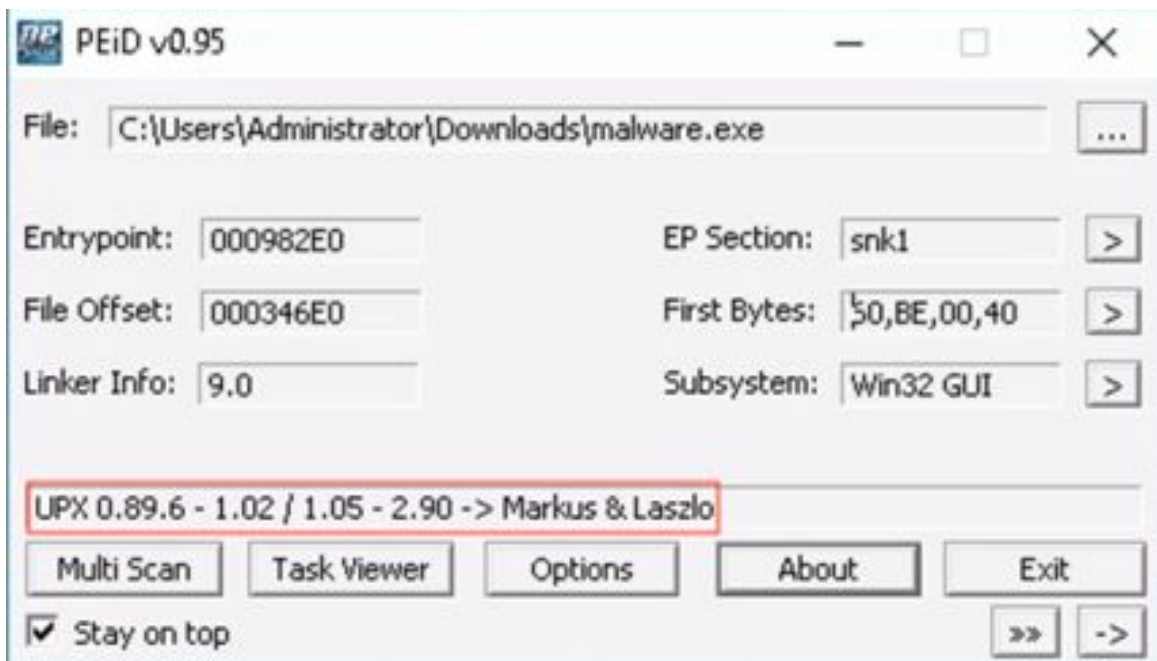 PEiD v0.95
File: C:\Users\Administrator\Downloads\malware.exe ...
Entrypoint: 000982E0 EP Section: snk1 >
File Offset: 000346E0 First Bytes: 60,BE,00,40 >
Linker Info: 9.0 Subsystem: Win32 GUI >
UPX 0.89.6 - 1.02 / 1.05 - 2.90 -> Markus & Laszlo
Multi Scan Task Viewer Options About Exit
Stay on top >> ->